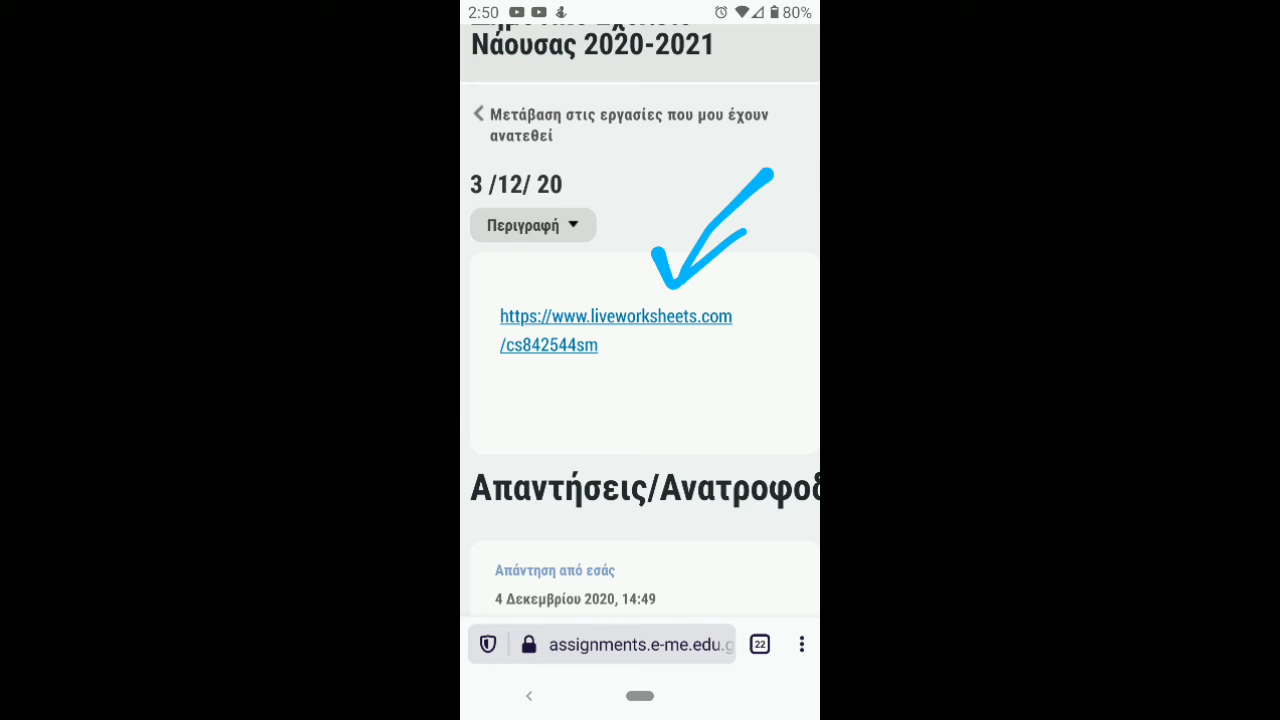 2:50 80%
Νάουσας 2020-2021
Μετάβαση στις εργασίες που μου έχουν
ανατεθεί
3 /12/ 20
Περιγραφή
https://www.liveworksheets.com
/cs842544sm
Απαντήσεις/Ανατροφοδ
Απάντηση από εσάς
4 Δεκεμβρίου 2020, 14:49
assignments.e-me.edu.g
22